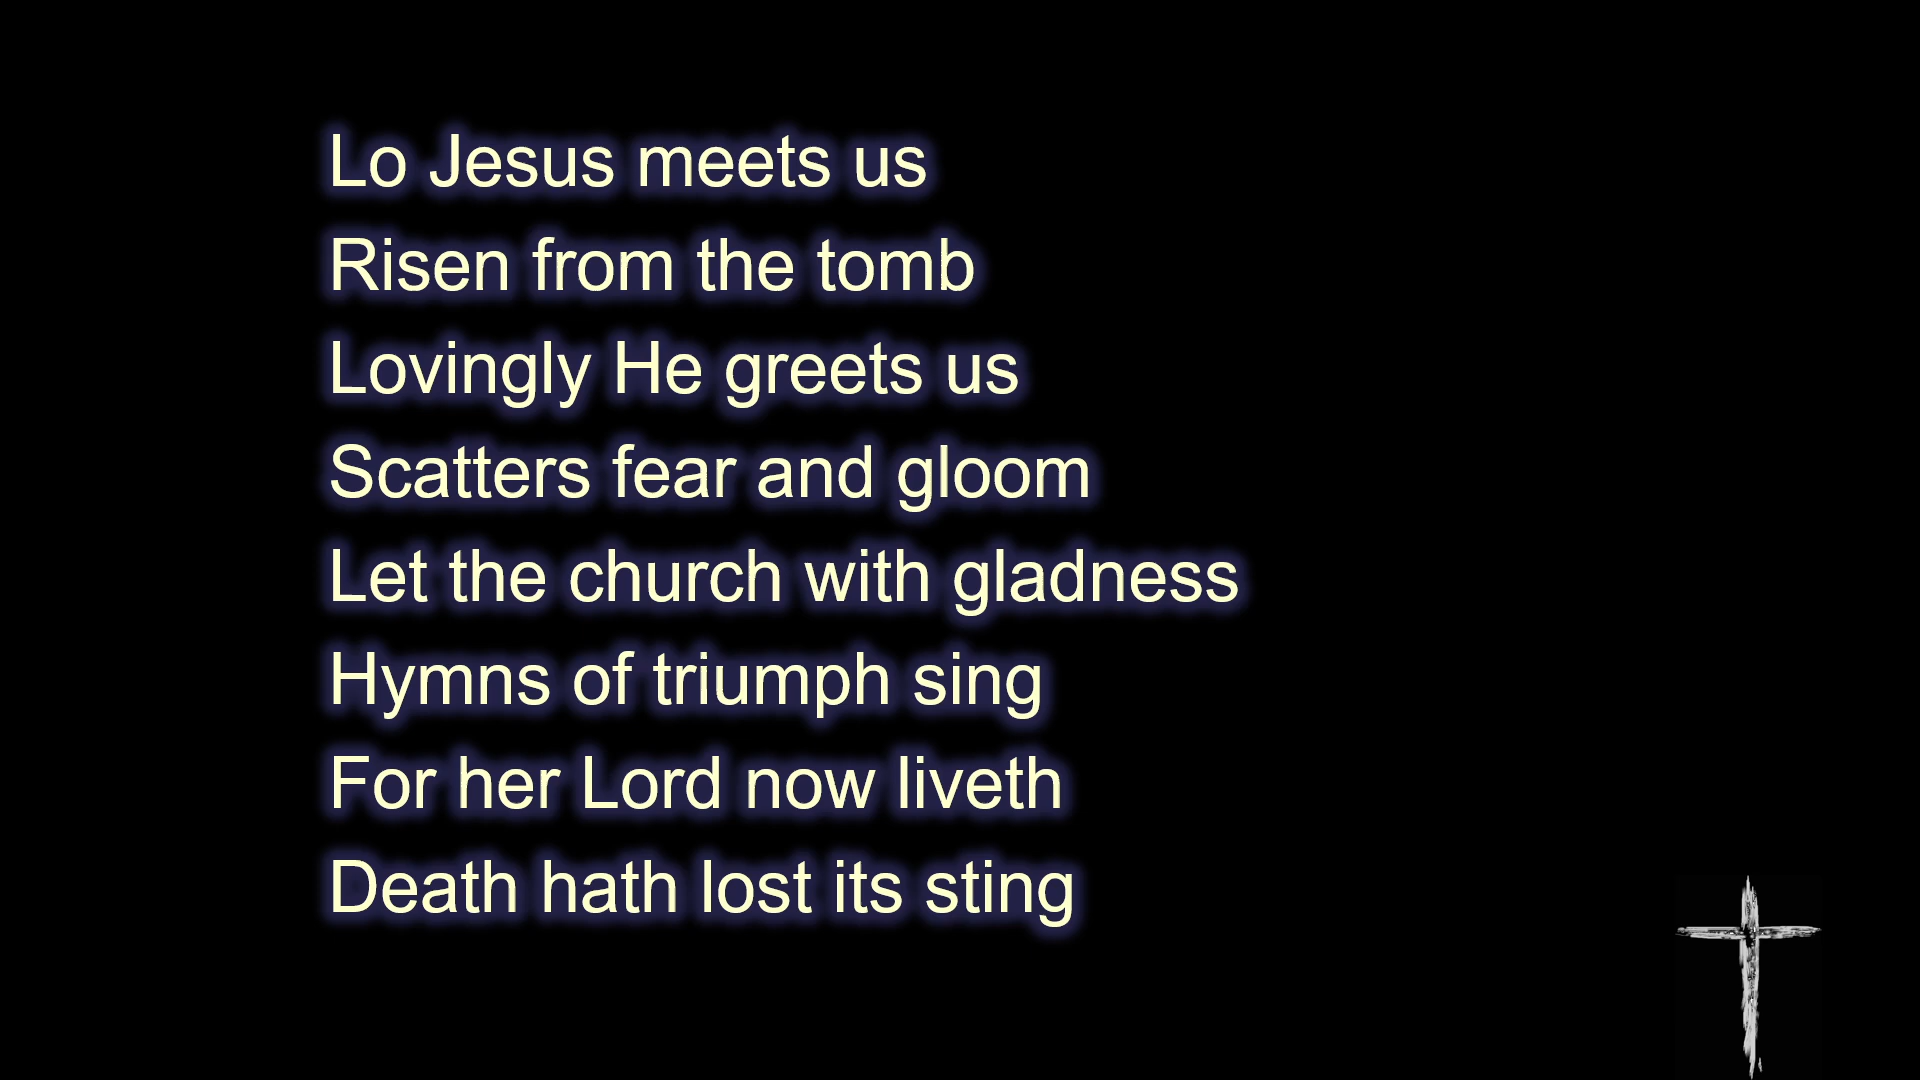 Lo Jesus meets us
Risen from the tomb
Lovingly He greets us
Scatters fear and gloom
Let the church with gladness
Hymns of triumph sing
For her Lord now liveth
Death hath lost its sting